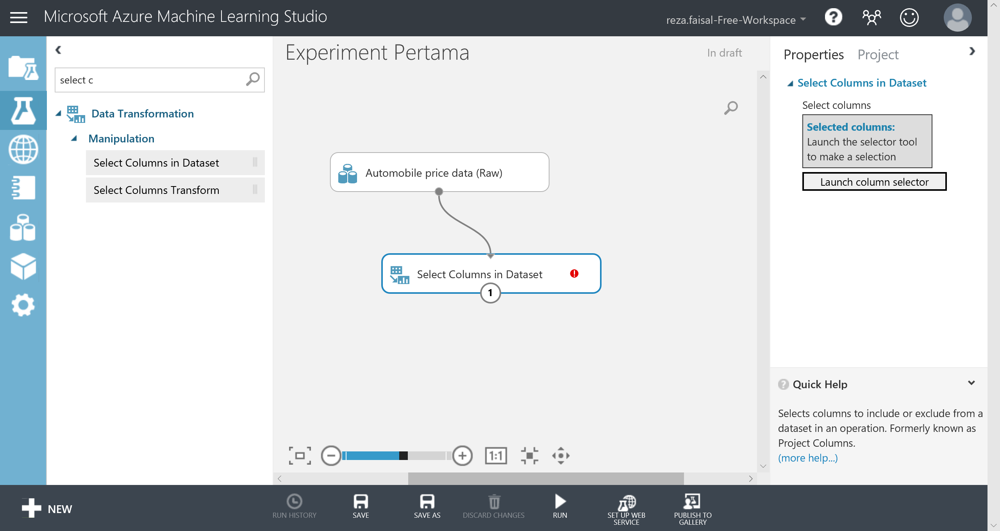 Microsoft Azure Machine Learning Studio
reza.faisal-Free-Workspace
?
select c
Data Transformation
Manipulation
Select Columns in Dataset
Select Columns Transform
Experiment Pertama
In draft
Automobile price data (Raw)
Select Columns in Dataset
!
1
1:1
Properties
Project
Select Columns in Dataset
Select columns
Selected columns:
Launch the selector tool
to make a selection
Launch column selector
? Quick Help
Selects columns to include or exclude from a
dataset in an operation. Formerly known as
Project Columns.
(more help...)
NEW
RUN HISTORY
SAVE
SAVE AS
DISCARD CHANGES
RUN
SET UP WEB
SERVICE
PUBLISH TO
GALLERY